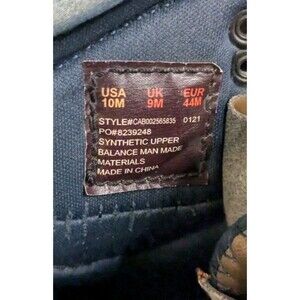 USA UK EUR
10M 9M 44M
STYLE#CAB002565835 0121
PO#8239248
SYNTHETIC UPPER
BALANCE MAN MADE
MATERIALS
MADE IN CHINA